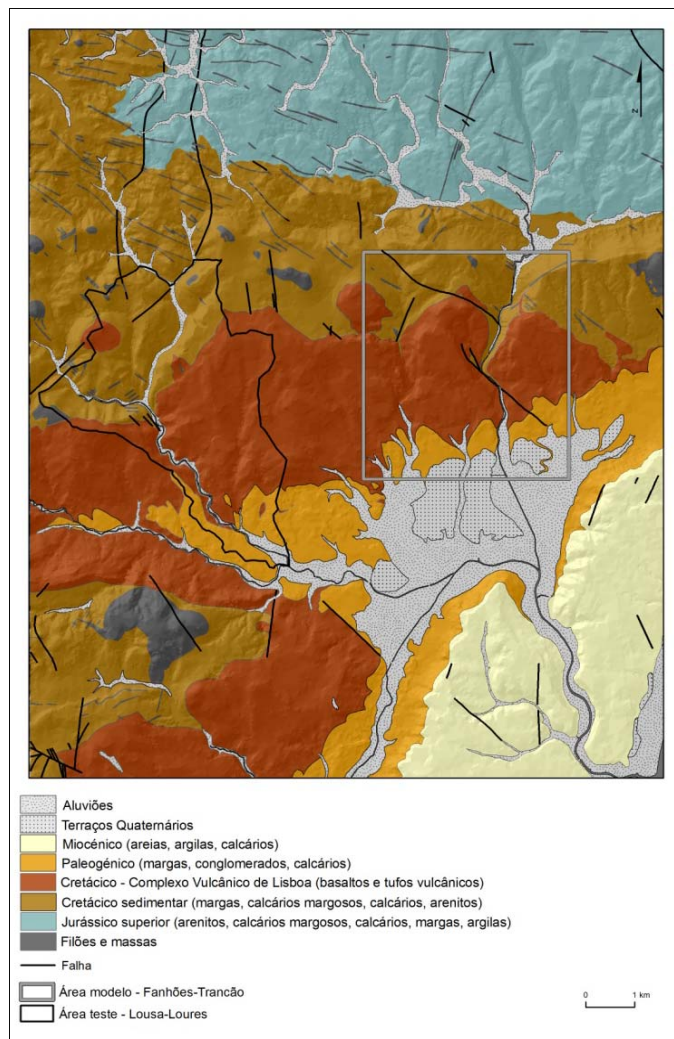 N
Aluviões
Terraços Quaternários
Miocénico (areias, argilas, calcários)
Paleogénico (margas, conglomerados, calcários)
Cretácico - Complexo Vulcânico de Lisboa (basaltos e tufos vulcânicos)
Cretácico sedimentar (margas, calcários margosos, calcários, arenitos)
Jurássico superior (arenitos, calcários margosos, calcários, margas, argilas)
Filões e massas
Falha
Área modelo - Fanhões-Trancão
Área teste - Lousa-Loures
0 1 km